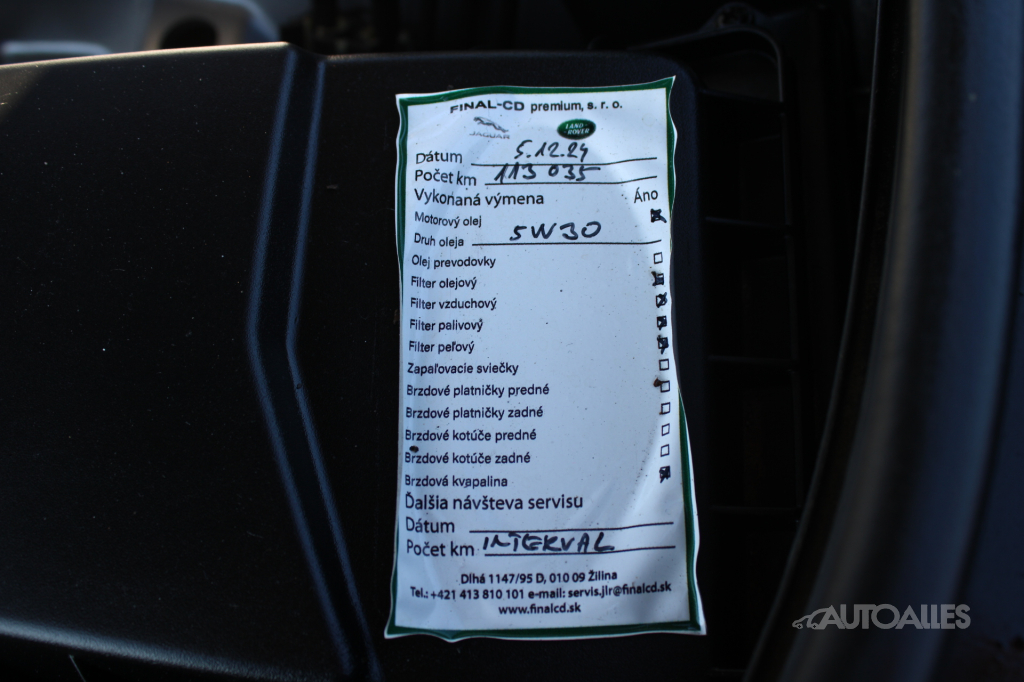 FINAL-CD premium, s. r. o.
JAGUAR LAND ROVER
Dátum 5.12.24
Počet km 113 035
Vykonaná výmena Áno
Motorový olej
Druh oleja 5W30
Olej prevodovky
Filter olejový
Filter vzduchový
Filter palivový
Filter peľový
Zapaľovacie sviečky
Brzdové platničky predné
Brzdové platničky zadné
Brzdové kotúče predné
Brzdové kotúče zadné
Brzdová kvapalina
Ďalšia návšteva servisu
Dátum
Počet km INTERVAL
Dlhá 1147/95 D, 010 09 Žilina
Tel.: +421 413 810 101 e-mail: servis.jlr@finalcd.sk
www.finalcd.sk
AUTOALLES